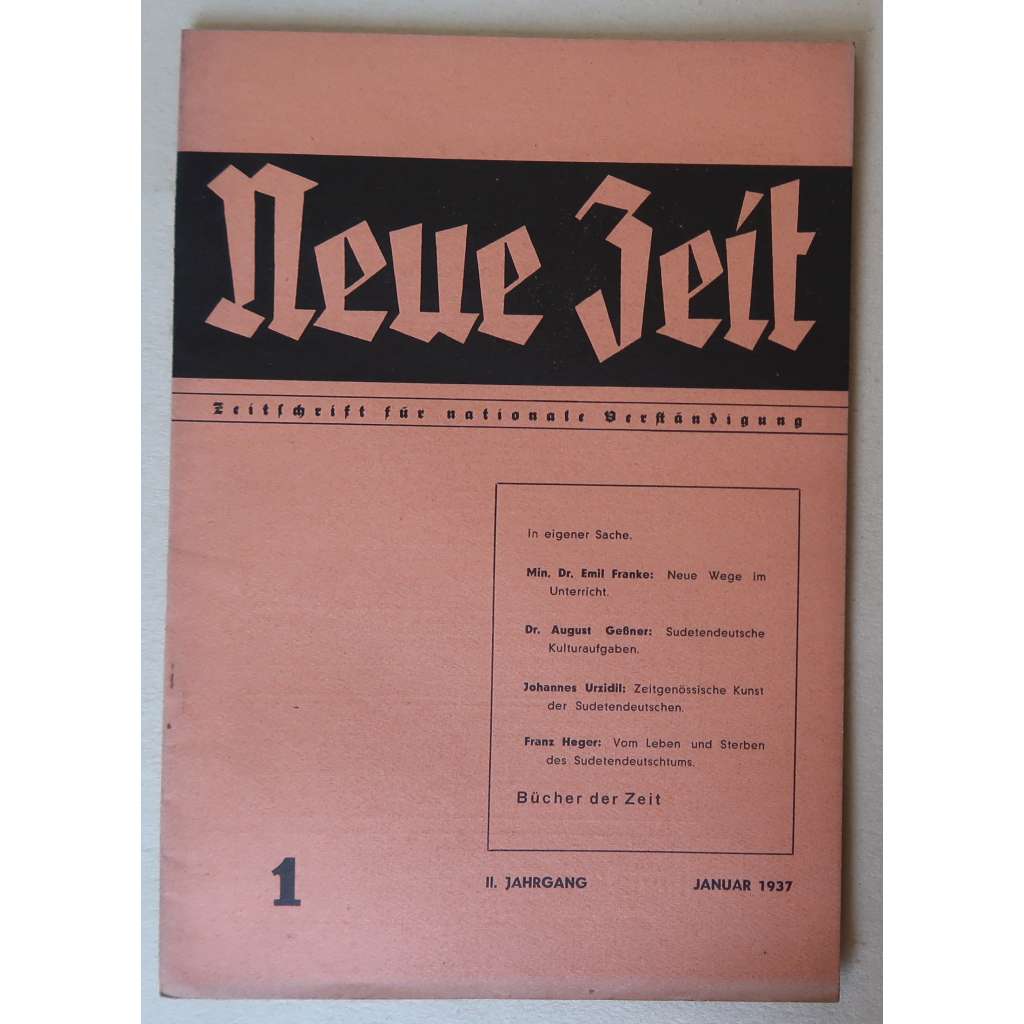 Neue Zeit
Zeitschrift für nationale Verständigung
In eigener Sache.
Min. Dr. Emil Franke: Neue Wege im
Unterricht.
Dr. August Geßner: Sudetendeutsche
Kulturaufgaben.
Johannes Urzidil: Zeitgenössische Kunst
der Sudetendeutschen.
Franz Heger: Vom Leben und Sterben
des Sudetendeutschtums.
Bücher der Zeit
1
II. JAHRGANG
JANUAR 1937